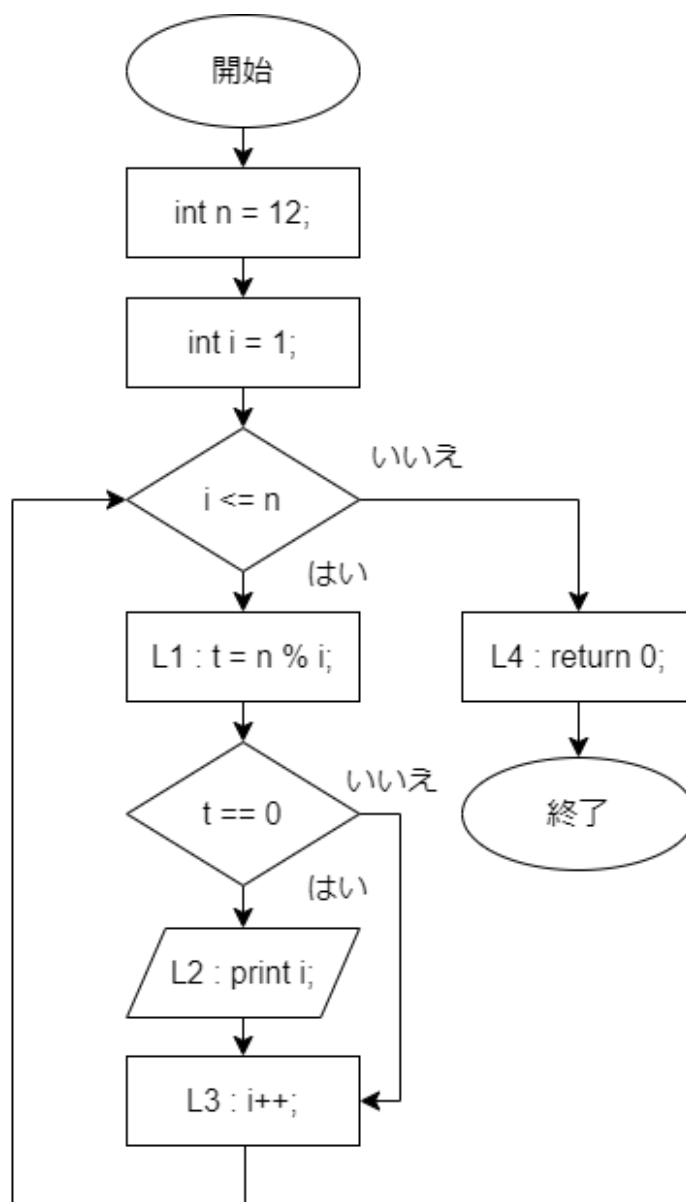 開始
int n = 12;
int i = 1;
i <= n
いいえ
はい
L1 : t = n % i;
L4 : return 0;
t == 0
いいえ
終了
はい
L2 : print i;
L3 : i++;